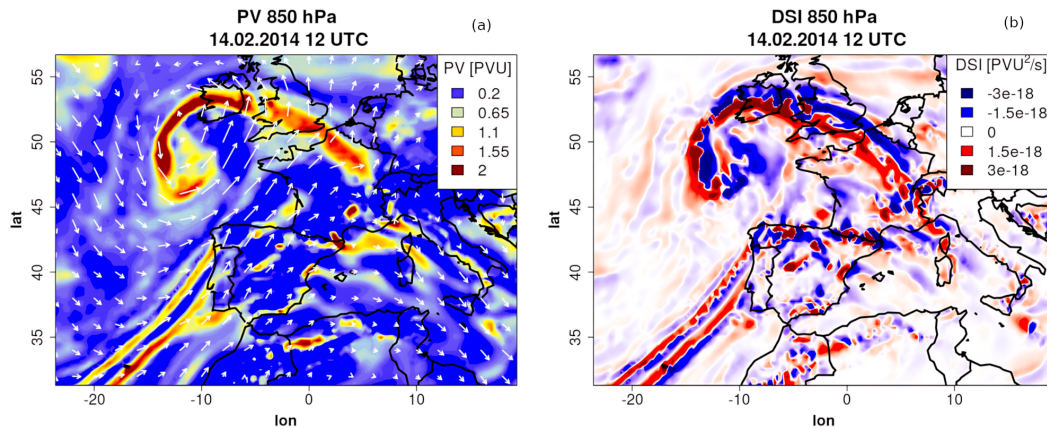 PV 850 hPa
14.02.2014 12 UTC
(a)
PV [PVU]
0.2
0.65
1.1
1.55
2
55
50
45
40
35
lat
-20
-10
0
10
lon
DSI 850 hPa
14.02.2014 12 UTC
(b)
DSI [PVU²/s]
-3e-18
-1.5e-18
0
1.5e-18
3e-18
55
50
45
40
35
lat
-20
-10
0
10
lon